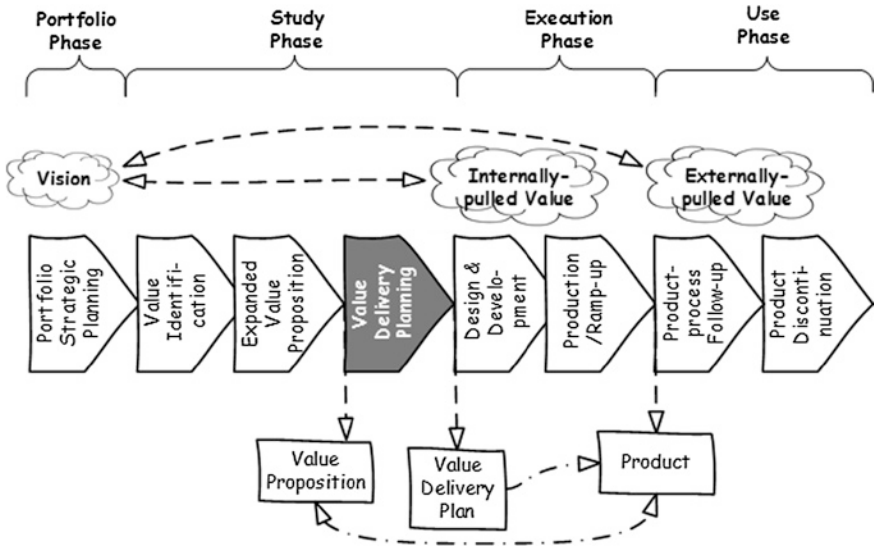 Portfolio
Phase
Study
Phase
Execution
Phase
Use
Phase
Vision
Internally-
pulled Value
Externally-
pulled Value
Portfolio
Strategic
Planning
Value
Identifi-
cation
Expanded
Value
Proposition
Value
Delivery
Planning
Design &
Develo-
pment
Production
/Ramp-up
Product-
process
Follow-up
Product
Disconti-
nuation
Value
Proposition
Value
Delivery
Plan
Product